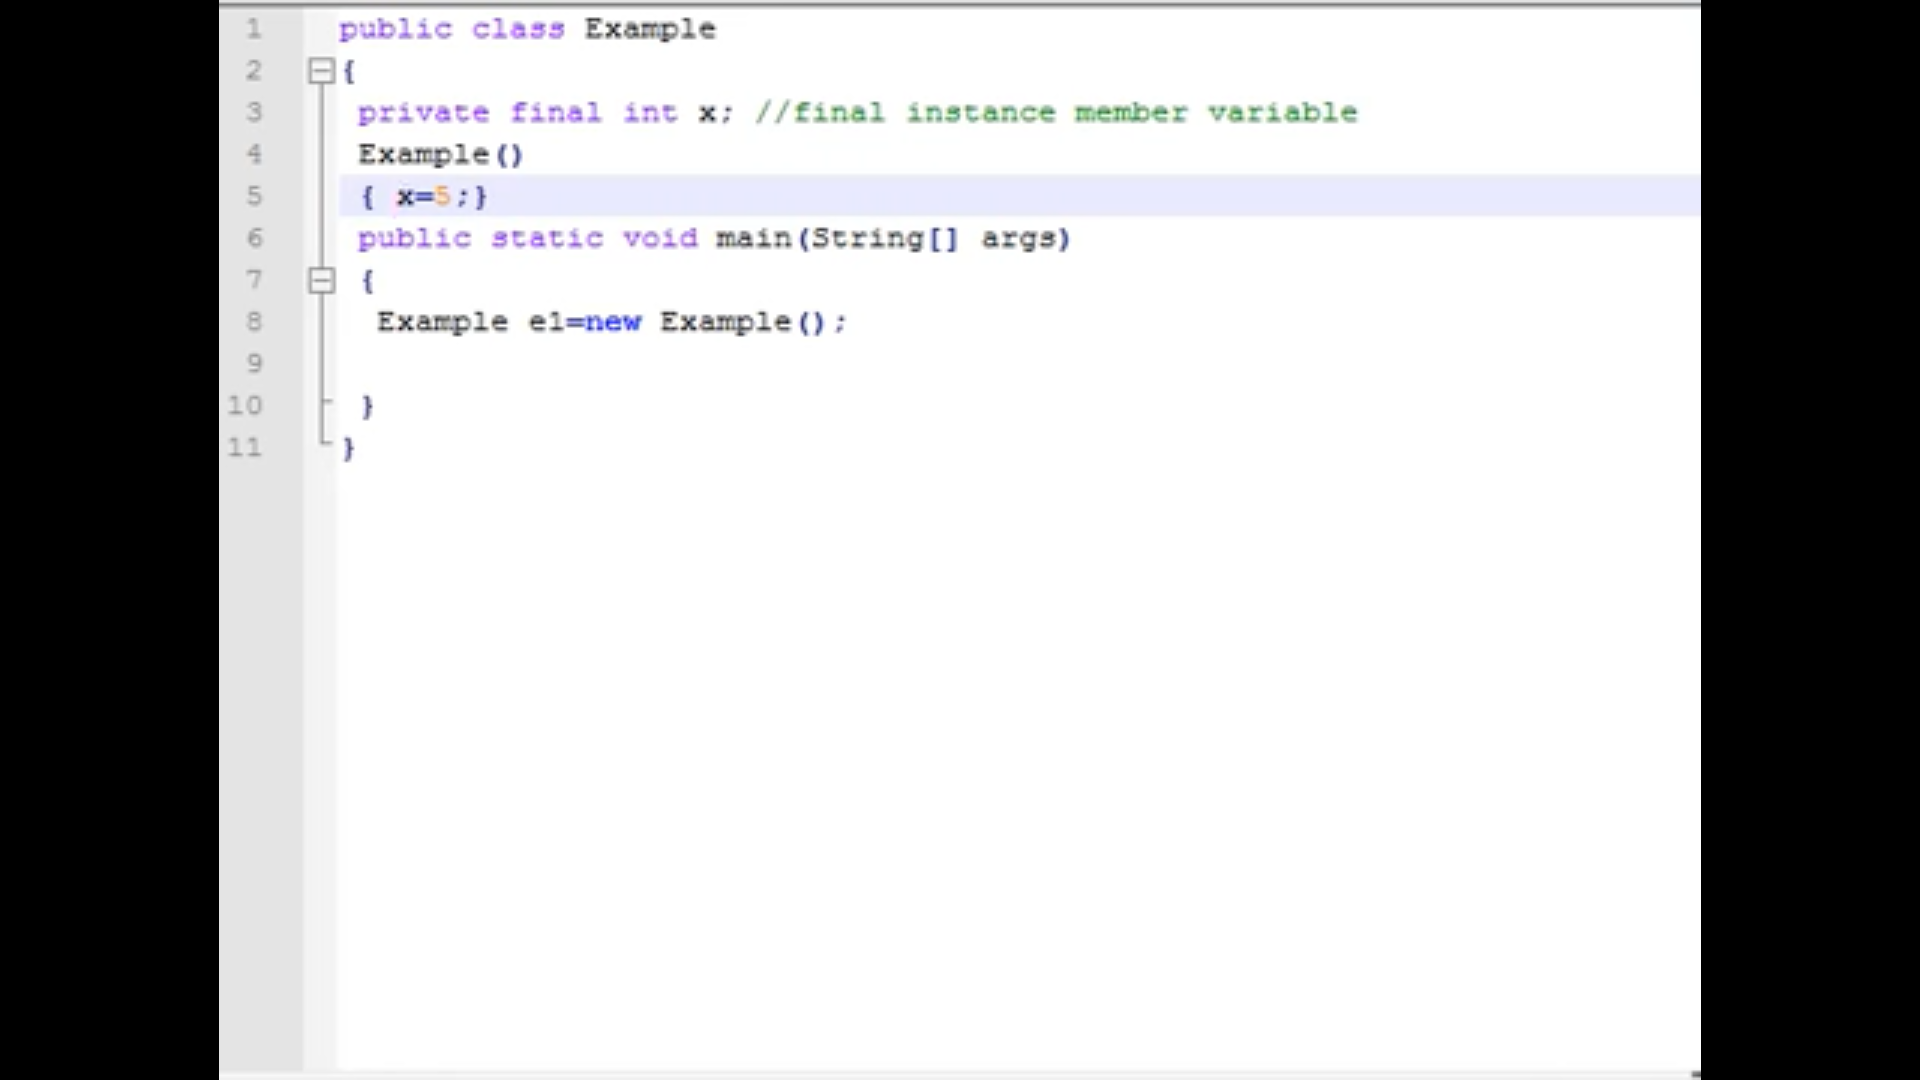 1 public class Example
2 {
3 private final int x; //final instance member variable
4 Example()
5 { x=5;}
6 public static void main(String[] args)
7 {
8 Example e1=new Example();
9
10 }
11 }